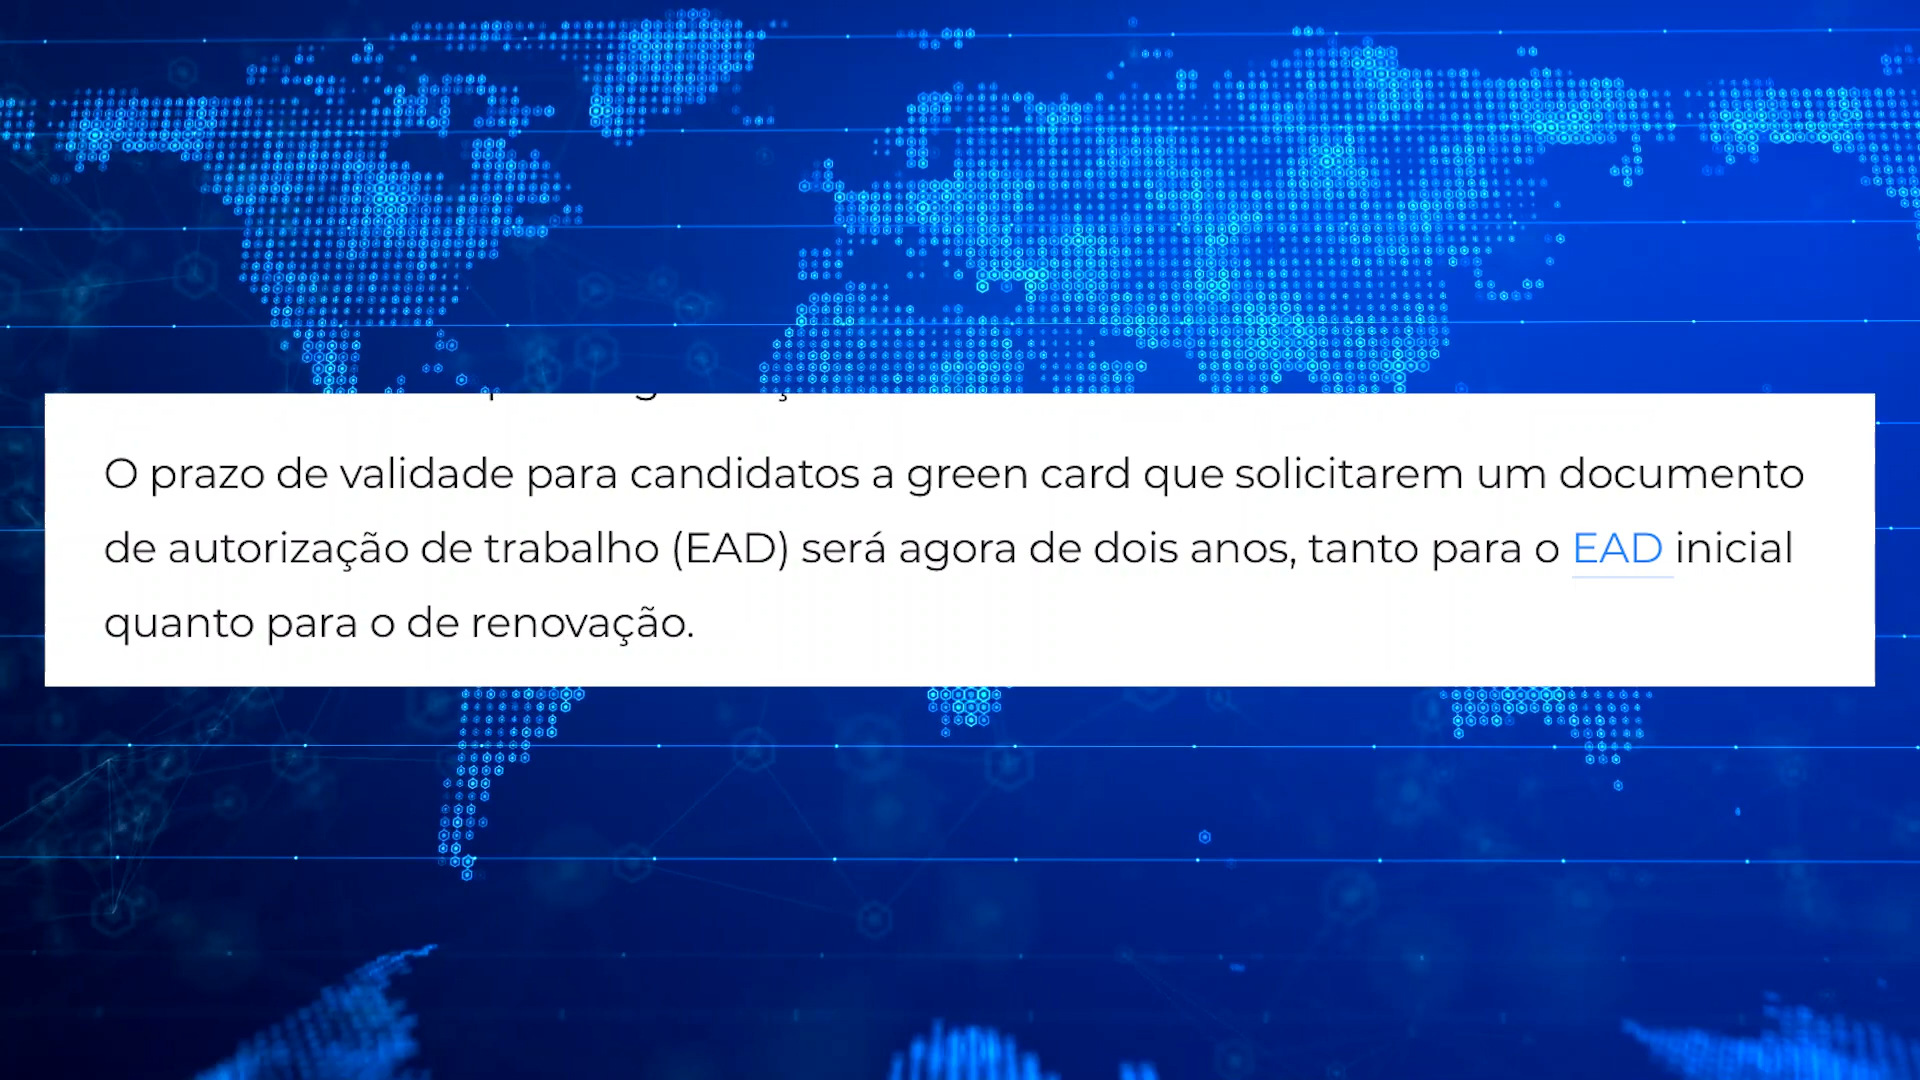 O prazo de validade para candidatos a green card que solicitarem um documento
de autorização de trabalho (EAD) será agora de dois anos, tanto para o EAD inicial
quanto para o de renovação.